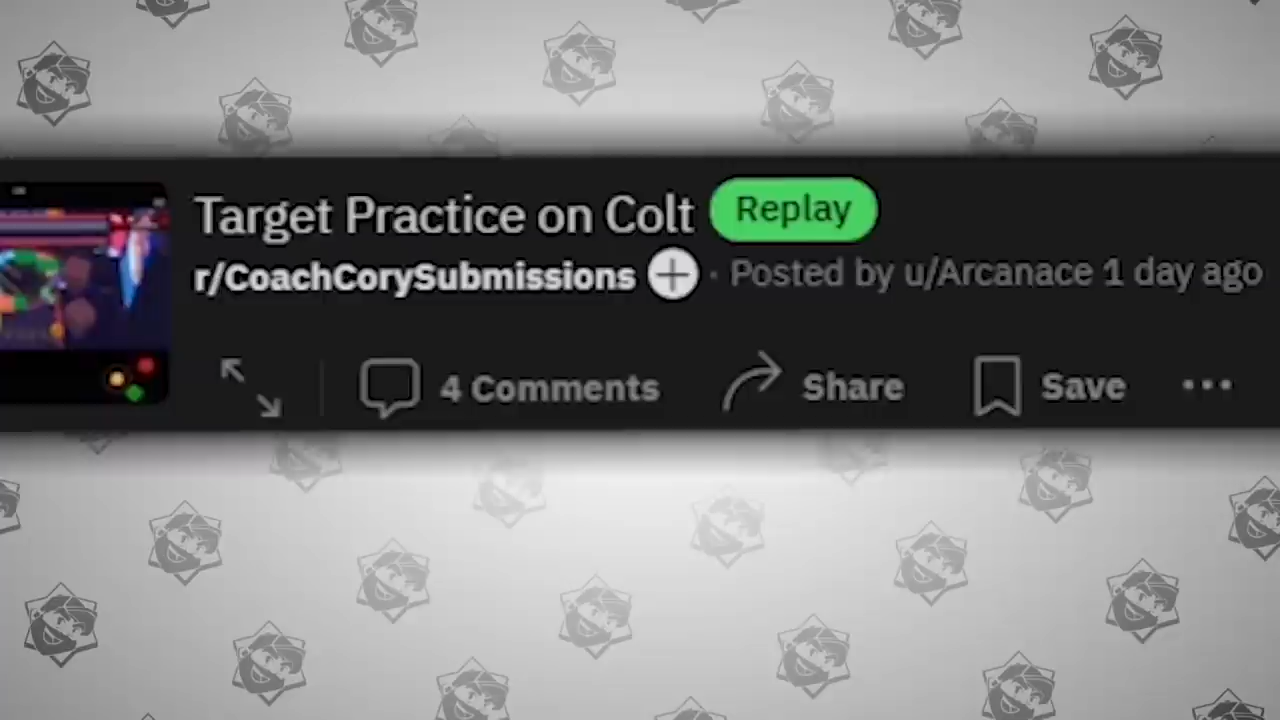 Target Practice on Colt Replay
r/CoachCorySubmissions · Posted by u/Arcanace 1 day ago
4 Comments Share Save